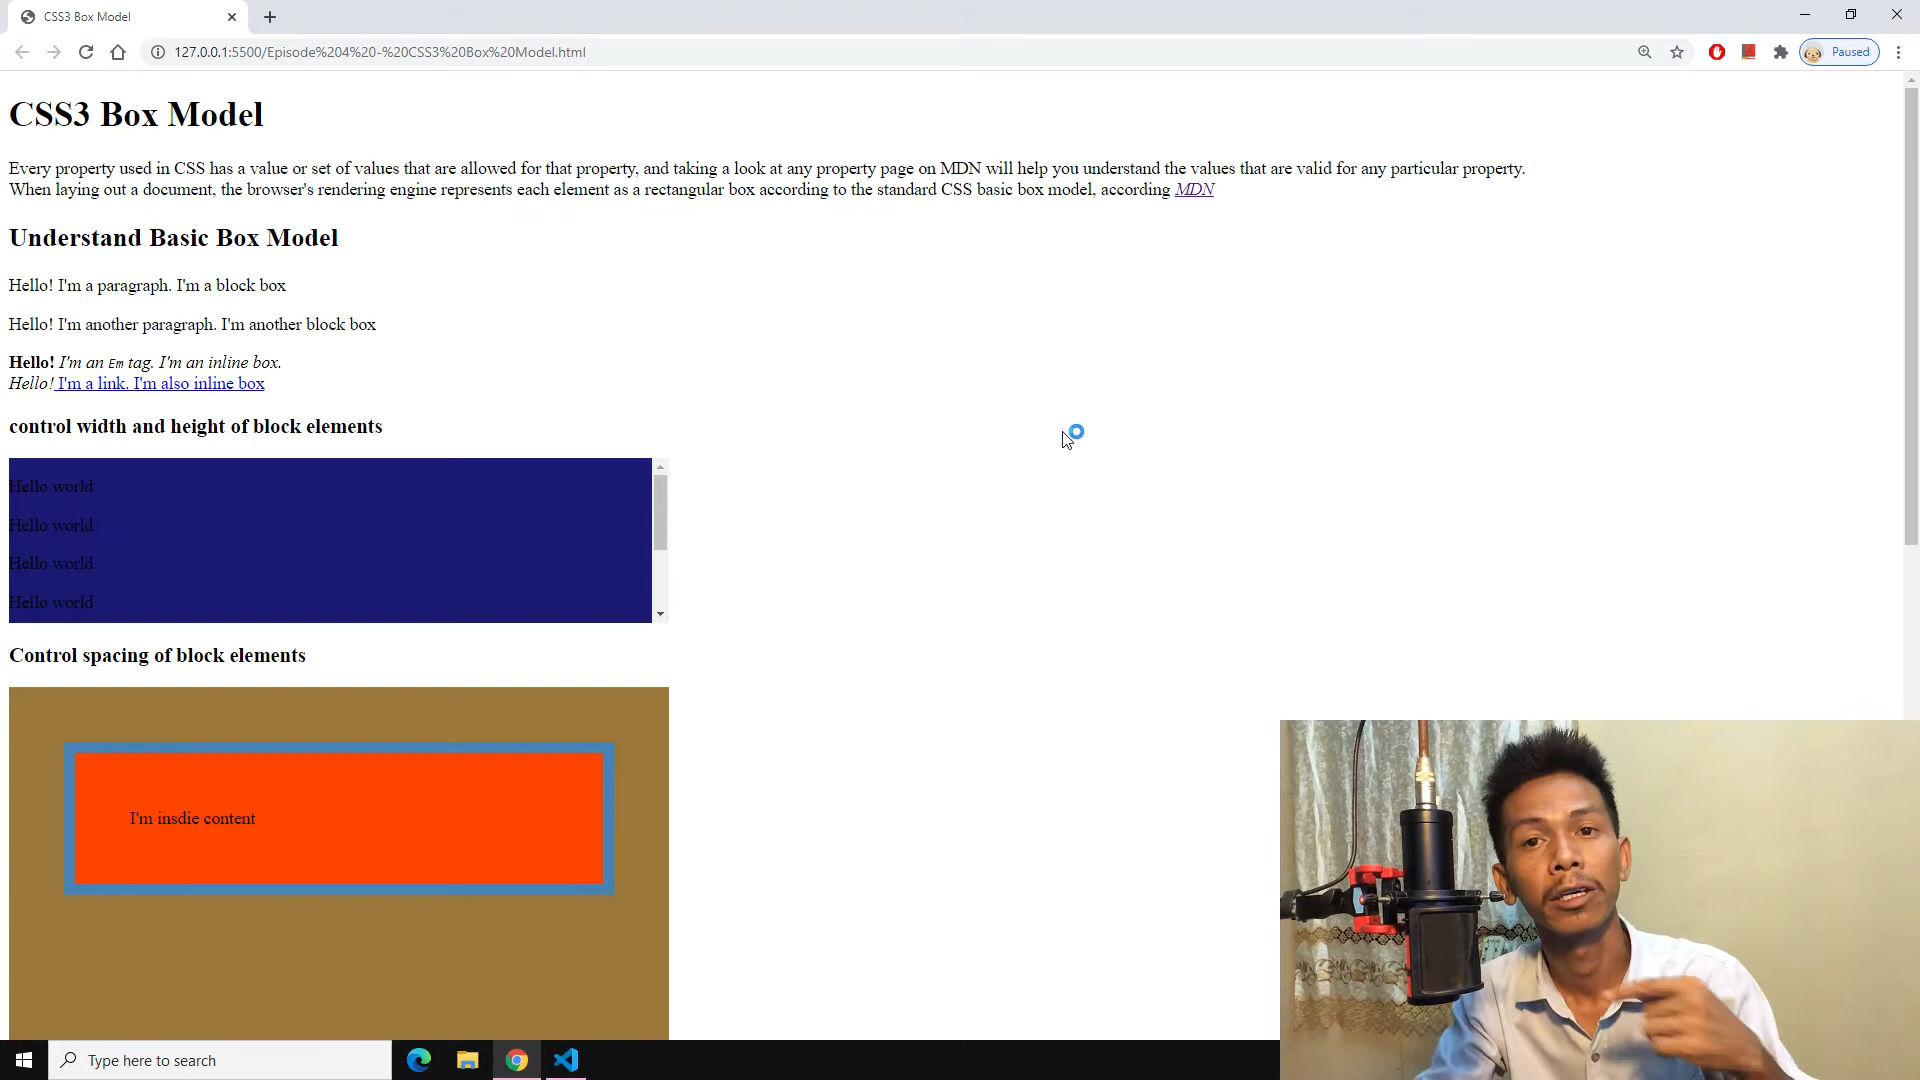 CSS3 Box Model
127.0.0.1:5500/Episode%204%20-%20CSS3%20Box%20Model.html
Paused
CSS3 Box Model
Every property used in CSS has a value or set of values that are allowed for that property, and taking a look at any property page on MDN will help you understand the values that are valid for any particular property.
When laying out a document, the browser's rendering engine represents each element as a rectangular box according to the standard CSS basic box model, according MDN
Understand Basic Box Model
Hello! I'm a paragraph. I'm a block box
Hello! I'm another paragraph. I'm another block box
Hello! I'm an Em tag. I'm an inline box.
Hello! I'm a link. I'm also inline box
control width and height of block elements
Hello world
Hello world
Hello world
Hello world
Control spacing of block elements
I'm insdie content
Type here to search